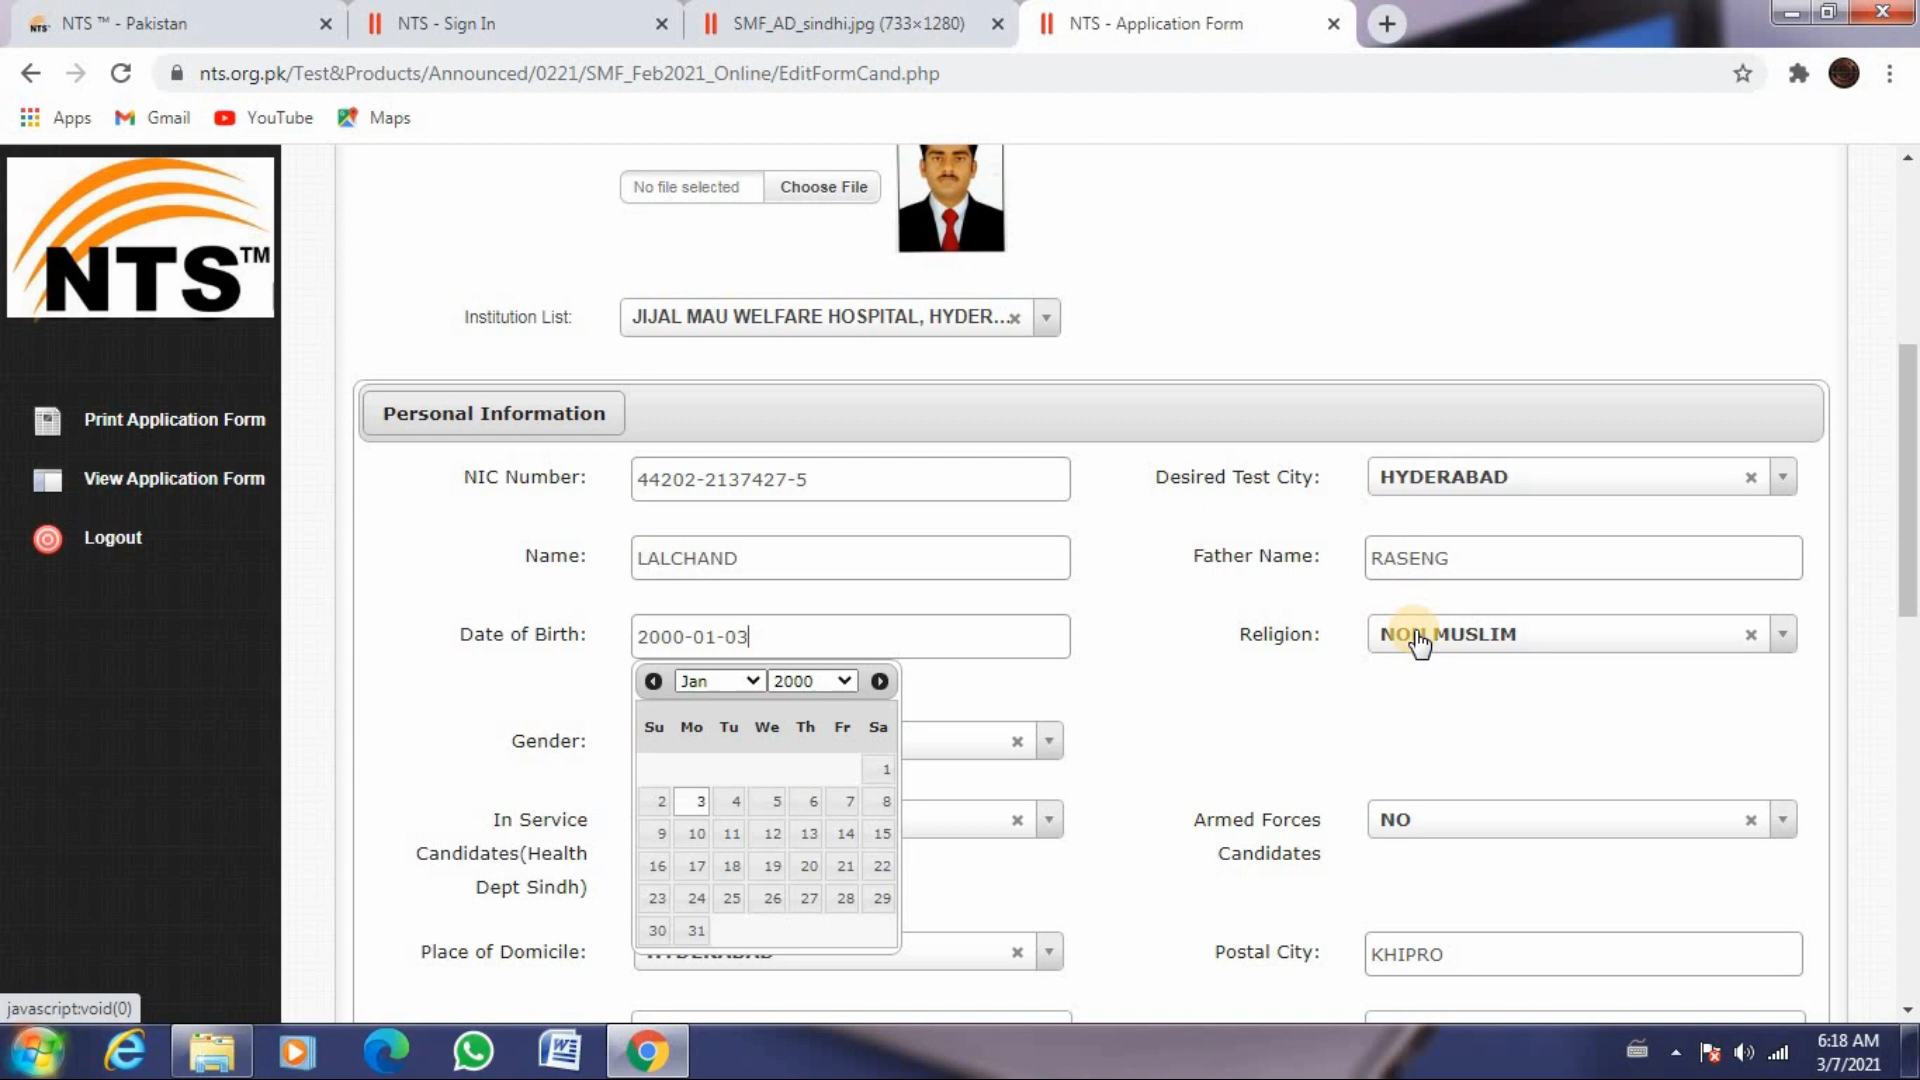 NTS ™ - Pakistan
NTS - Sign In
SMF_AD_sindhi.jpg (733×1280)
NTS - Application Form
nts.org.pk/Test&Products/Announced/0221/SMF_Feb2021_Online/EditFormCand.php
Apps
Gmail
YouTube
Maps
NTS™
Print Application Form
View Application Form
Logout
No file selected
Choose File
Institution List:
JIJAL MAU WELFARE HOSPITAL, HYDER...
Personal Information
NIC Number:
44202-2137427-5
Desired Test City:
HYDERABAD
Name:
LALCHAND
Father Name:
RASENG
Date of Birth:
2000-01-03
Religion:
NON MUSLIM
Jan
2000
Su Mo Tu We Th Fr Sa
1
2 3 4 5 6 7 8
9 10 11 12 13 14 15
16 17 18 19 20 21 22
23 24 25 26 27 28 29
30 31
Gender:
In Service
Candidates(Health
Dept Sindh)
Armed Forces
Candidates
NO
Place of Domicile:
HYDERABAD
Postal City:
KHIPRO
javascript:void(0)
6:18 AM
3/7/2021